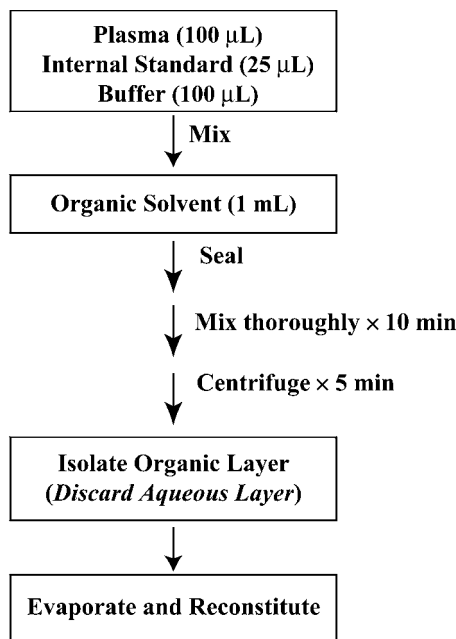 Plasma (100 μL)
Internal Standard (25 μL)
Buffer (100 μL)
Mix
Organic Solvent (1 mL)
Seal
Mix thoroughly × 10 min
Centrifuge × 5 min
Isolate Organic Layer
(Discard Aqueous Layer)
Evaporate and Reconstitute